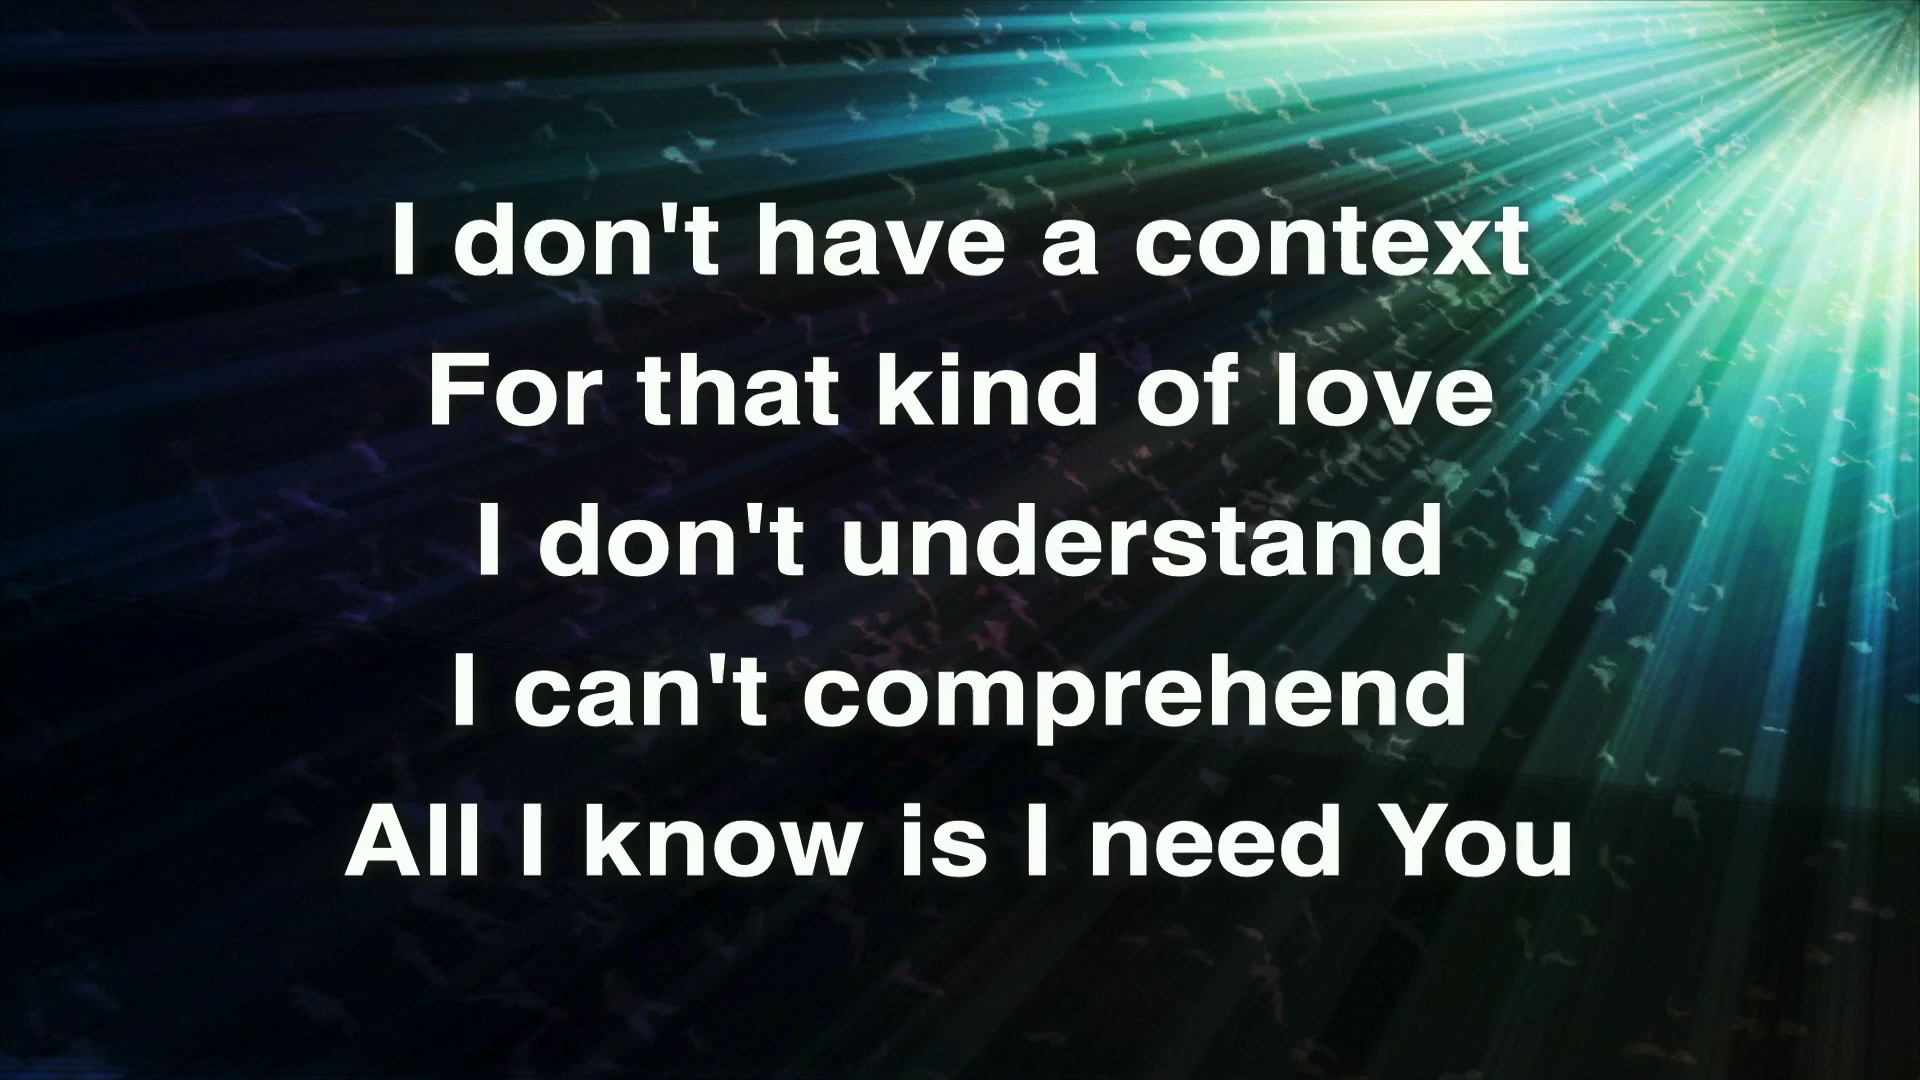 I don't have a context
For that kind of love
I don't understand
I can't comprehend
All I know is I need You